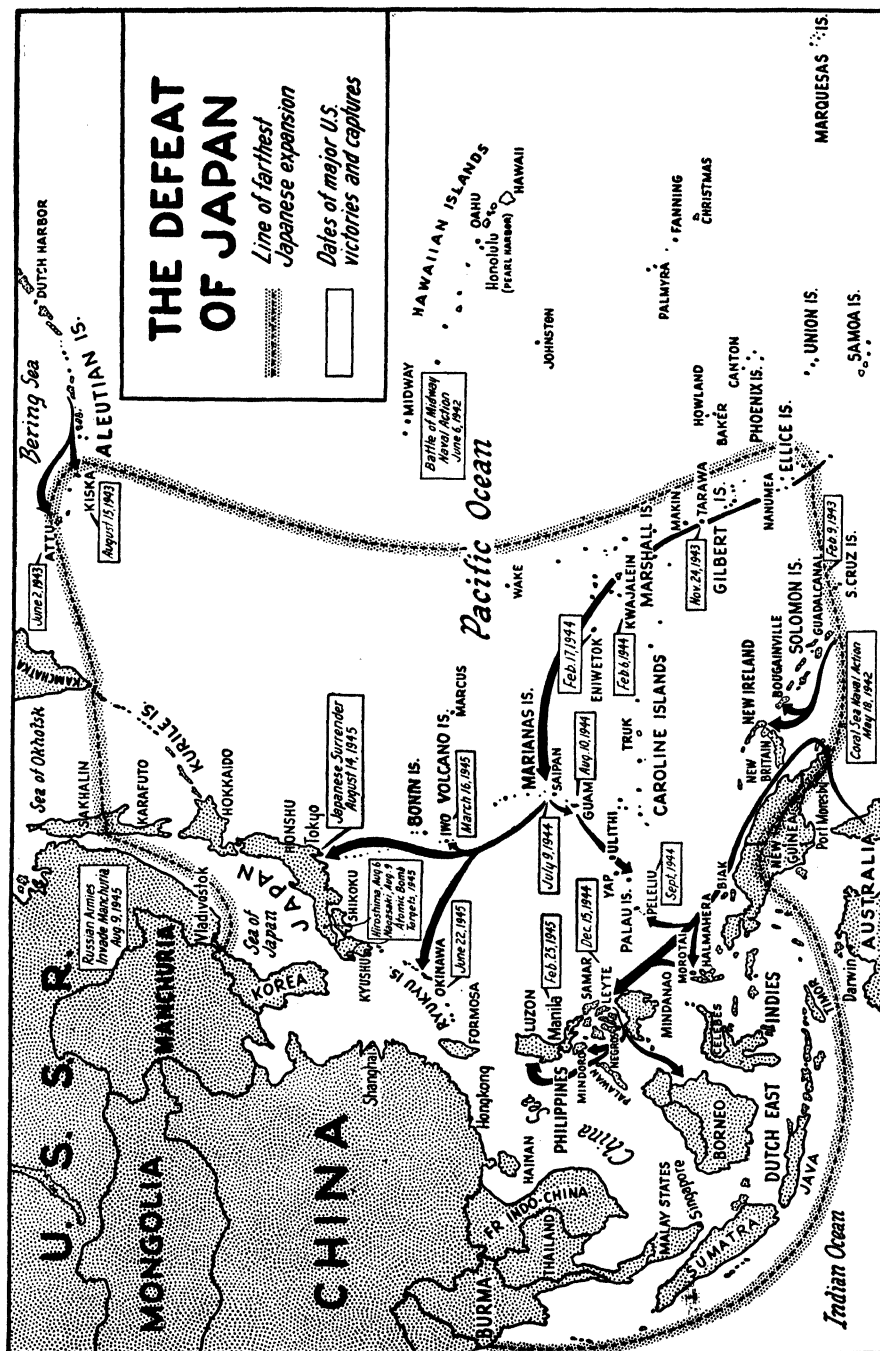 THE DEFEAT
OF JAPAN
Line of farthest
Japanese expansion
Dates of major U.S.
victories and captures
U. S. S. R.
MONGOLIA
MANCHURIA
CHINA
Russian Armies
Invade Manchuria
Aug. 9, 1945
Vladivostok
KOREA
Sea of
Japan
JAPAN
Sea of Okhotsk
SAKHALIN
KARAFUTO
KAMCHATKA
KURILE IS.
HOKKAIDO
HONSHU
Tokyo
SHIKOKU
KYUSHU
Japanese Surrender
August 14, 1945
Hiroshima, Aug. 6
Nagasaki, Aug. 9
Atomic Bomb
Targets, 1945
Bering Sea
ALEUTIAN IS.
DUTCH HARBOR
ATTU
June 2, 1943
KISKA
August 15, 1943
Shanghai
RYUKYU IS.
OKINAWA
June 22, 1945
FORMOSA
Hongkong
HAINAN
BONIN IS.
IWO
VOLCANO IS.
March 16, 1945
MARCUS
Pacific Ocean
WAKE
MIDWAY
Battle of Midway
Naval Action
June 6, 1942
HAWAIIAN ISLANDS
OAHU
Honolulu
(PEARL HARBOR)
HAWAII
JOHNSTON
BURMA
THAILAND
FR. INDO-CHINA
MALAY STATES
Singapore
China
PHILIPPINES
LUZON
Manila
Feb. 25, 1945
MINDORO
SAMAR
Dec. 15, 1944
LEYTE
NEGROS
PALAWAN
MINDANAO
MARIANAS IS.
SAIPAN
July 9, 1944
GUAM
Aug. 10, 1944
ULITHI
YAP
PALAU IS.
PELELIU
Sept., 1944
TRUK
CAROLINE ISLANDS
ENIWETOK
Feb. 17, 1944
KWAJALEIN
Feb 6, 1944
MARSHALL IS.
MAKIN
TARAWA
Nov. 24, 1943
GILBERT IS.
NANUMEA
ELLICE IS.
HOWLAND
BAKER
CANTON
PHOENIX IS.
UNION IS.
SAMOA IS.
PALMYRA
FANNING
CHRISTMAS
MARQUESAS IS.
MOROTAI
HALMAHERA
BIAK
NEW
GUINEA
Port Moresby
NEW
BRITAIN
NEW IRELAND
BOUGAINVILLE
SOLOMON IS.
GUADALCANAL
Feb. 9, 1943
S. CRUZ IS.
Coral Sea Naval Action
May 18, 1942
BORNEO
CELEBES
DUTCH EAST INDIES
SUMATRA
JAVA
TIMOR
Darwin
AUSTRALIA
Indian Ocean